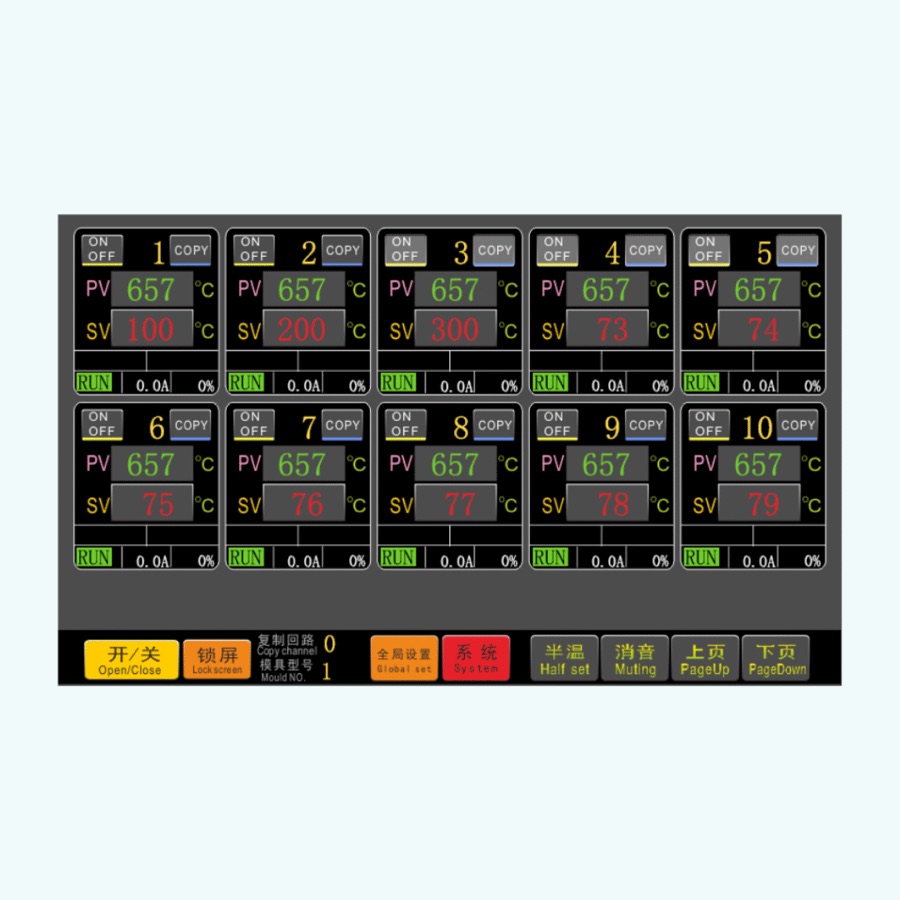 ON OFF 1 COPY
PV 657 ℃
SV 100 ℃
RUN 0.0A 0%
ON OFF 2 COPY
PV 657 ℃
SV 200 ℃
RUN 0.0A 0%
ON OFF 3 COPY
PV 657 ℃
SV 300 ℃
RUN 0.0A 0%
ON OFF 4 COPY
PV 657 ℃
SV 73 ℃
RUN 0.0A 0%
ON OFF 5 COPY
PV 657 ℃
SV 74 ℃
RUN 0.0A 0%
ON OFF 6 COPY
PV 657 ℃
SV 75 ℃
RUN 0.0A 0%
ON OFF 7 COPY
PV 657 ℃
SV 76 ℃
RUN 0.0A 0%
ON OFF 8 COPY
PV 657 ℃
SV 77 ℃
RUN 0.0A 0%
ON OFF 9 COPY
PV 657 ℃
SV 78 ℃
RUN 0.0A 0%
ON OFF 10 COPY
PV 657 ℃
SV 79 ℃
RUN 0.0A 0%
开/关
Open/Close
锁屏
Lock screen
复制回路 0
Copy channel
模具型号 1
Mould NO.
全局设置
Global set
系统
System
半温
Half set
消音
Muting
上页
PageUp
下页
PageDown